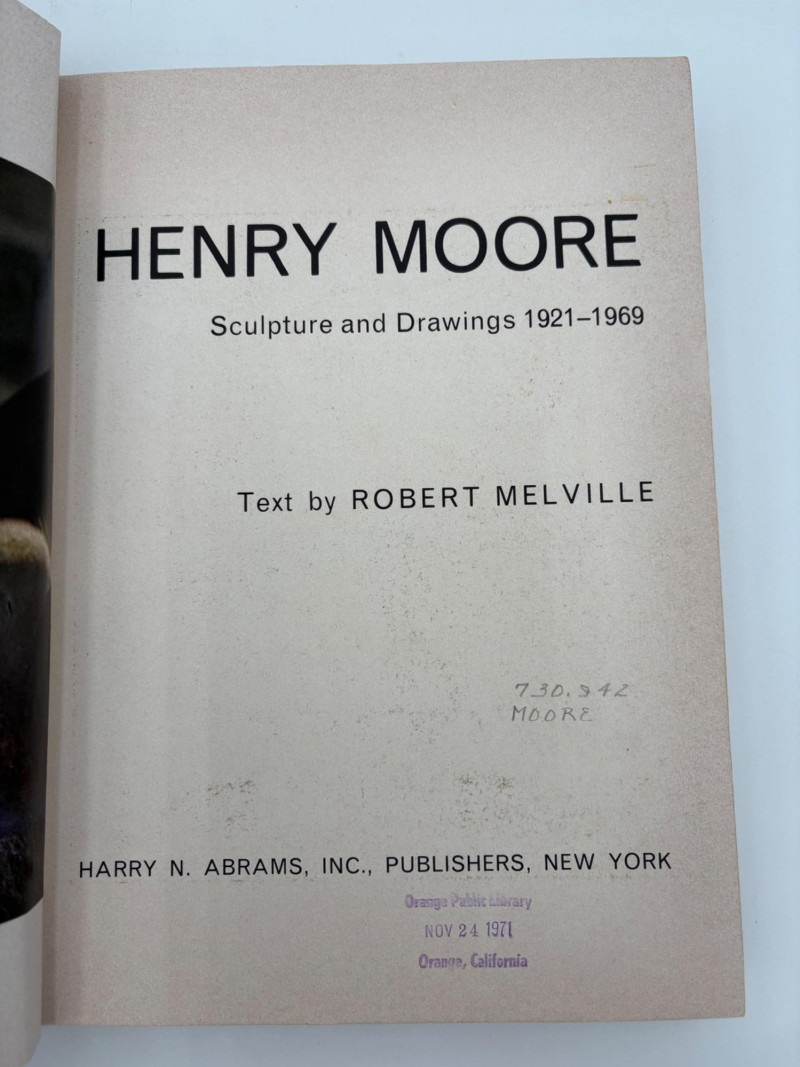 HENRY MOORE
Sculpture and Drawings 1921–1969
Text by ROBERT MELVILLE
730.942
MOORE
HARRY N. ABRAMS, INC., PUBLISHERS, NEW YORK
Orange Public Library
NOV 24 1971
Orange, California